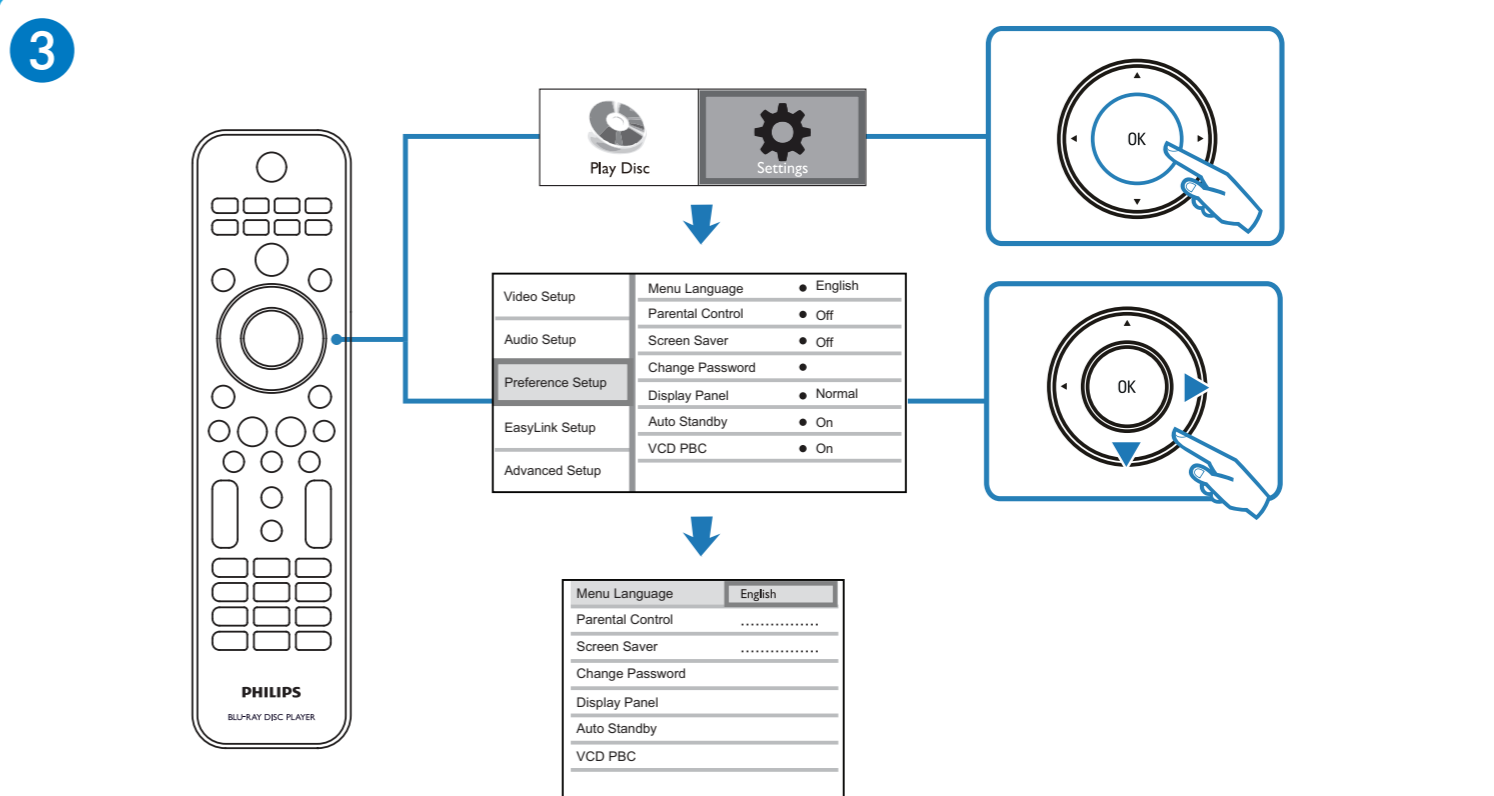 3
Play Disc
Settings
OK
Video Setup
Audio Setup
Preference Setup
EasyLink Setup
Advanced Setup
Menu Language ● English
Parental Control ● Off
Screen Saver ● Off
Change Password ●
Display Panel ● Normal
Auto Standby ● On
VCD PBC ● On
OK
Menu Language English
Parental Control ................
Screen Saver ................
Change Password
Display Panel
Auto Standby
VCD PBC
PHILIPS
BLU-RAY DISC PLAYER